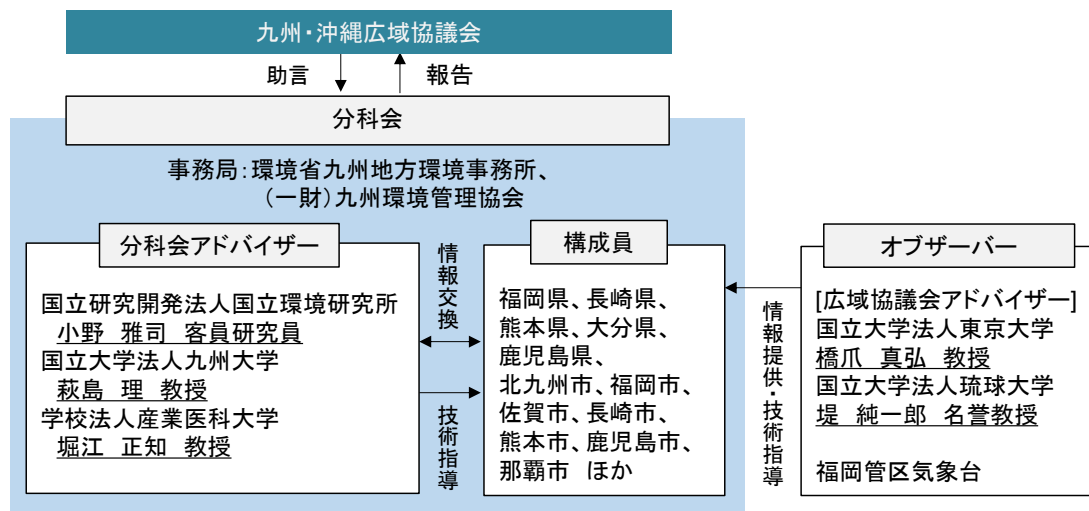 九州・沖縄広域協議会
助言
報告
分科会
事務局：環境省九州地方環境事務所、
（一財）九州環境管理協会
分科会アドバイザー
国立研究開発法人国立環境研究所
小野　雅司　客員研究員
国立大学法人九州大学
萩島　理　教授
学校法人産業医科大学
堀江　正知　教授
情報交換
技術指導
構成員
福岡県、長崎県、
熊本県、大分県、
鹿児島県、
北九州市、福岡市、
佐賀市、長崎市、
熊本市、鹿児島市、
那覇市　ほか
情報提供・技術指導
オブザーバー
[広域協議会アドバイザー]
国立大学法人東京大学
橋爪　真弘　教授
国立大学法人琉球大学
堤　純一郎　名誉教授
福岡管区気象台